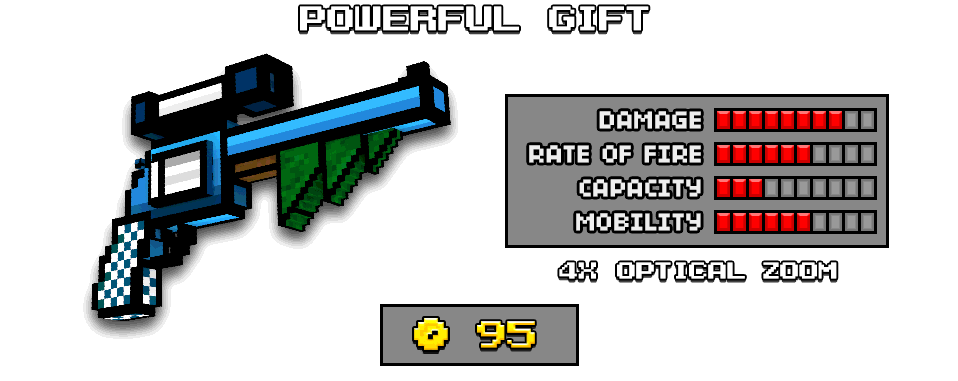 POWERFUL GIFT
DAMAGE
RATE OF FIRE
CAPACITY
MOBILITY
4X OPTICAL ZOOM
95